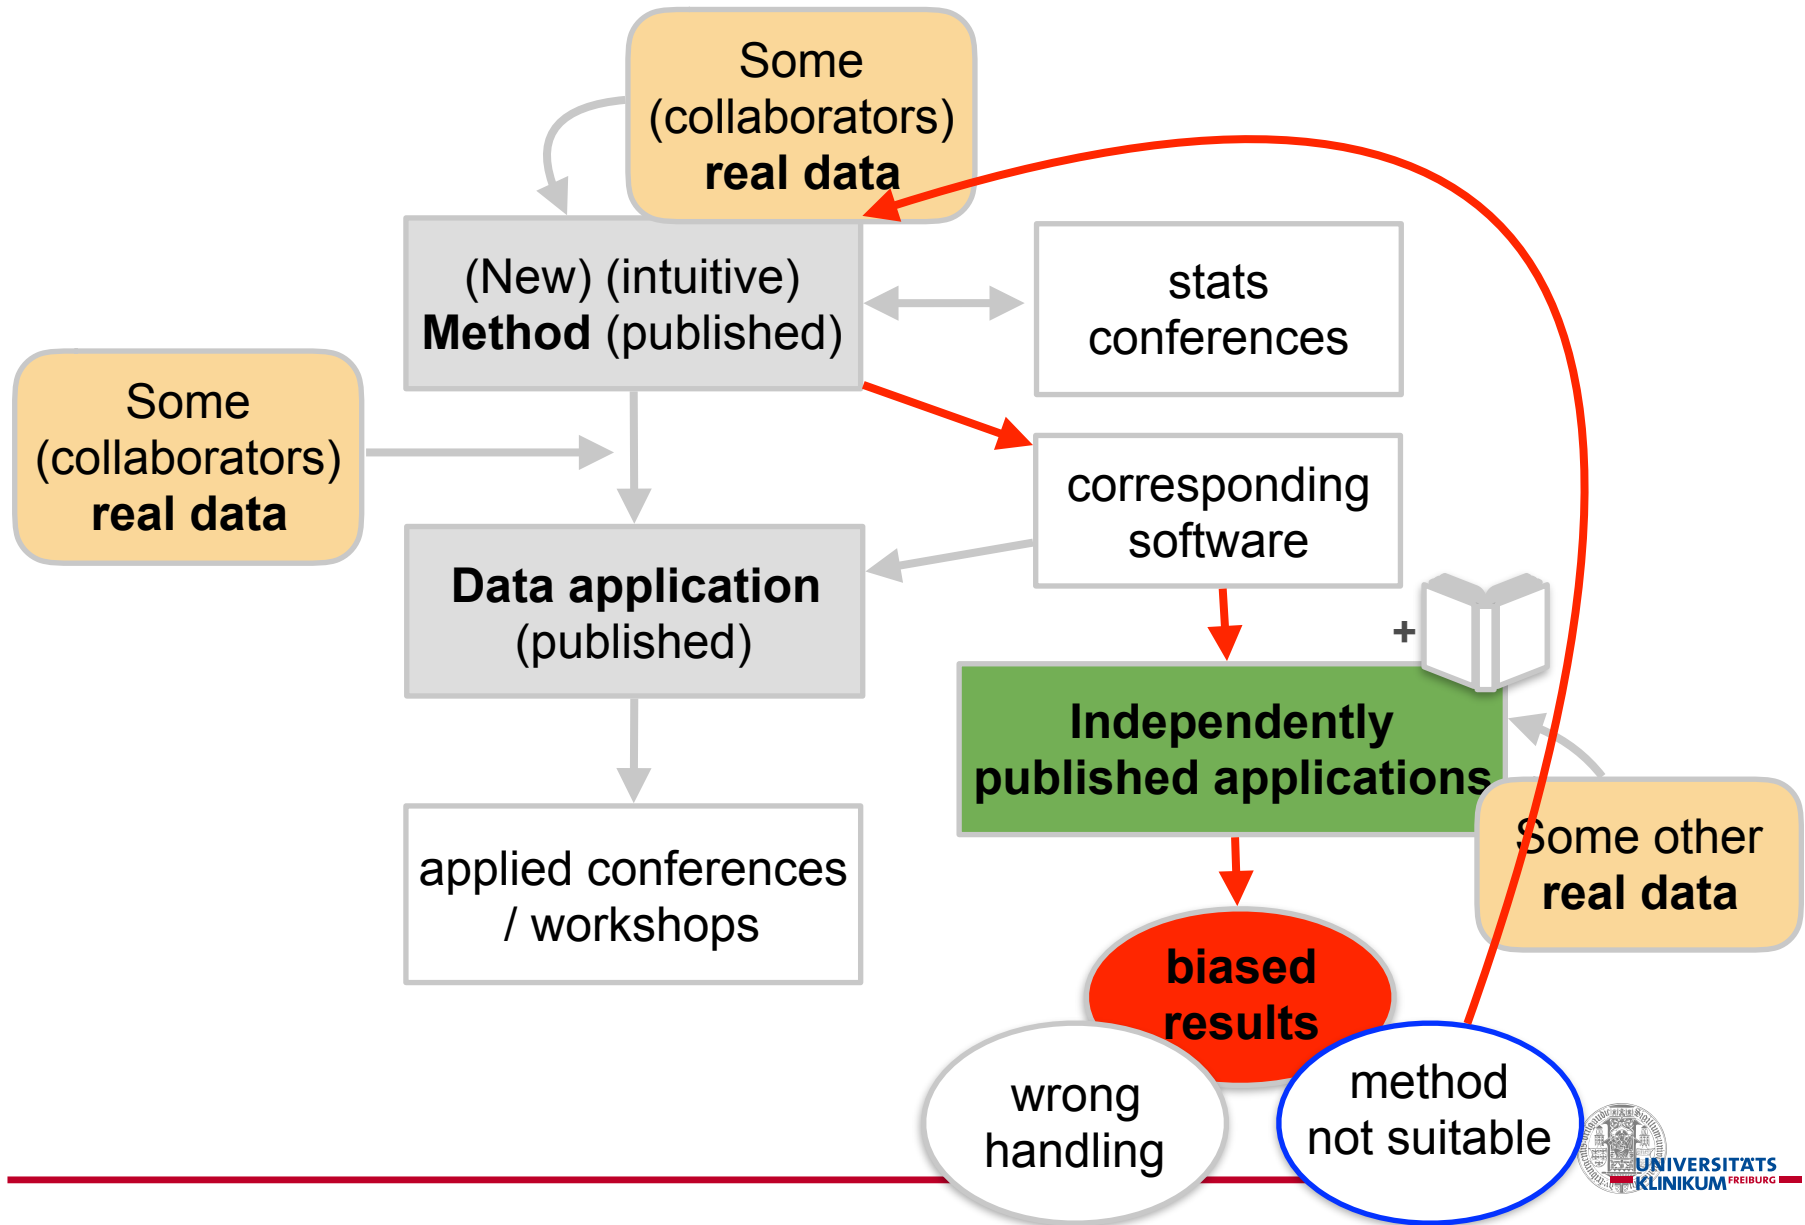 Some
(collaborators)
real data
(New) (intuitive)
Method (published)
stats
conferences
Some
(collaborators)
real data
corresponding
software
Data application
(published)
+
Independently
published applications
Some other
real data
applied conferences
/ workshops
biased
results
wrong
handling
method
not suitable
UNIVERSITÄTS
KLINIKUM FREIBURG